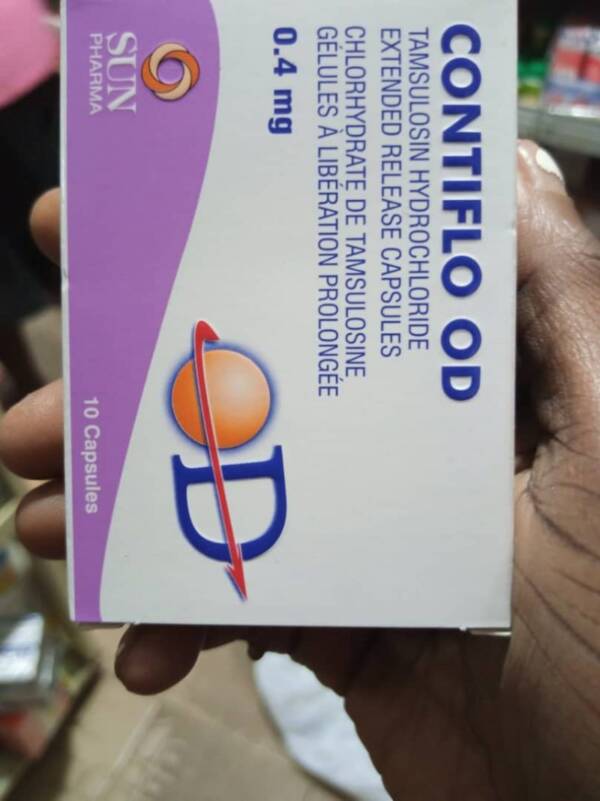 CONTIFLO OD
TAMSULOSIN HYDROCHLORIDE
EXTENDED RELEASE CAPSULES
CHLORHYDRATE DE TAMSULOSINE
GÉLULES À LIBÉRATION PROLONGÉE
0.4 mg
OD
SUN
PHARMA
10 Capsules